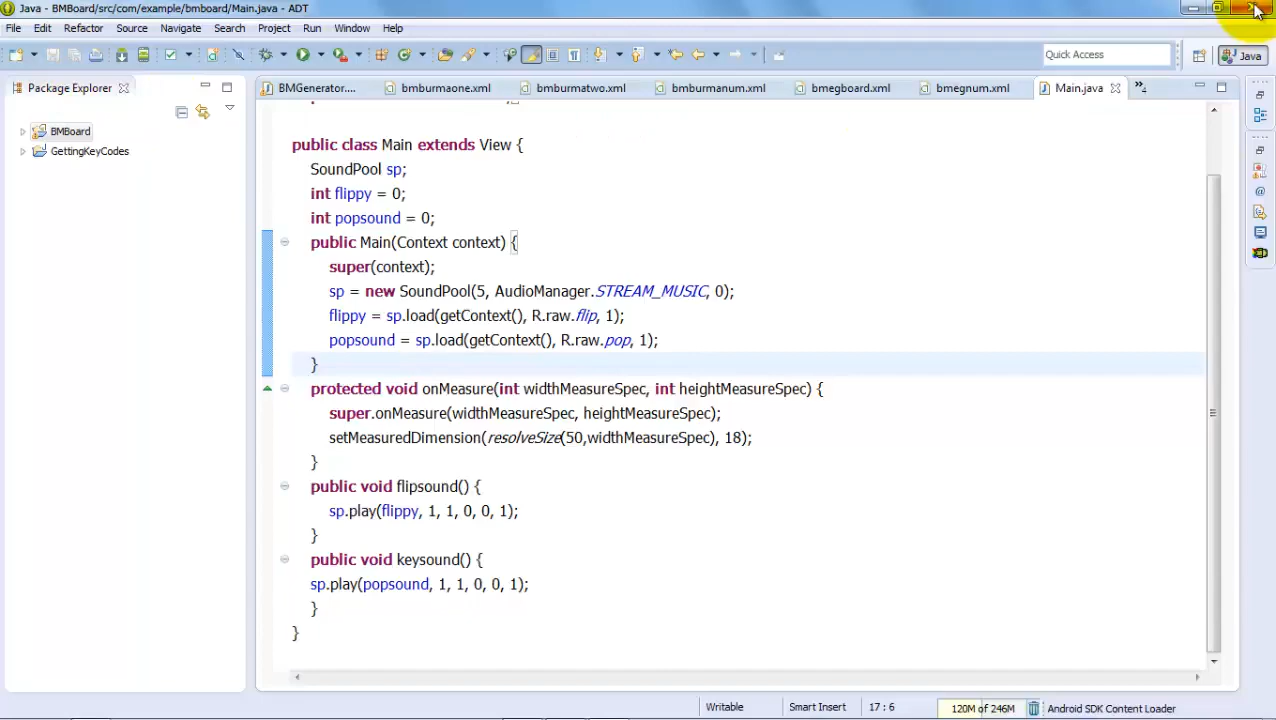 Java - BMBoard/src/com/example/bmboard/Main.java - ADT
File Edit Refactor Source Navigate Search Project Run Window Help
Quick Access
Java
Package Explorer
BMGenerator....
bmburmaone.xml
bmburmatwo.xml
bmburmanum.xml
bmegboard.xml
bmegnum.xml
Main.java
BMBoard
GettingKeyCodes
public class Main extends View {
SoundPool sp;
int flippy = 0;
int popsound = 0;
public Main(Context context) {
super(context);
sp = new SoundPool(5, AudioManager.STREAM_MUSIC, 0);
flippy = sp.load(getContext(), R.raw.flip, 1);
popsound = sp.load(getContext(), R.raw.pop, 1);
}
protected void onMeasure(int widthMeasureSpec, int heightMeasureSpec) {
super.onMeasure(widthMeasureSpec, heightMeasureSpec);
setMeasuredDimension(resolveSize(50,widthMeasureSpec), 18);
}
public void flipsound() {
sp.play(flippy, 1, 1, 0, 0, 1);
}
public void keysound() {
sp.play(popsound, 1, 1, 0, 0, 1);
}
}
Writable
Smart Insert
17 : 6
120M of 246M
Android SDK Content Loader